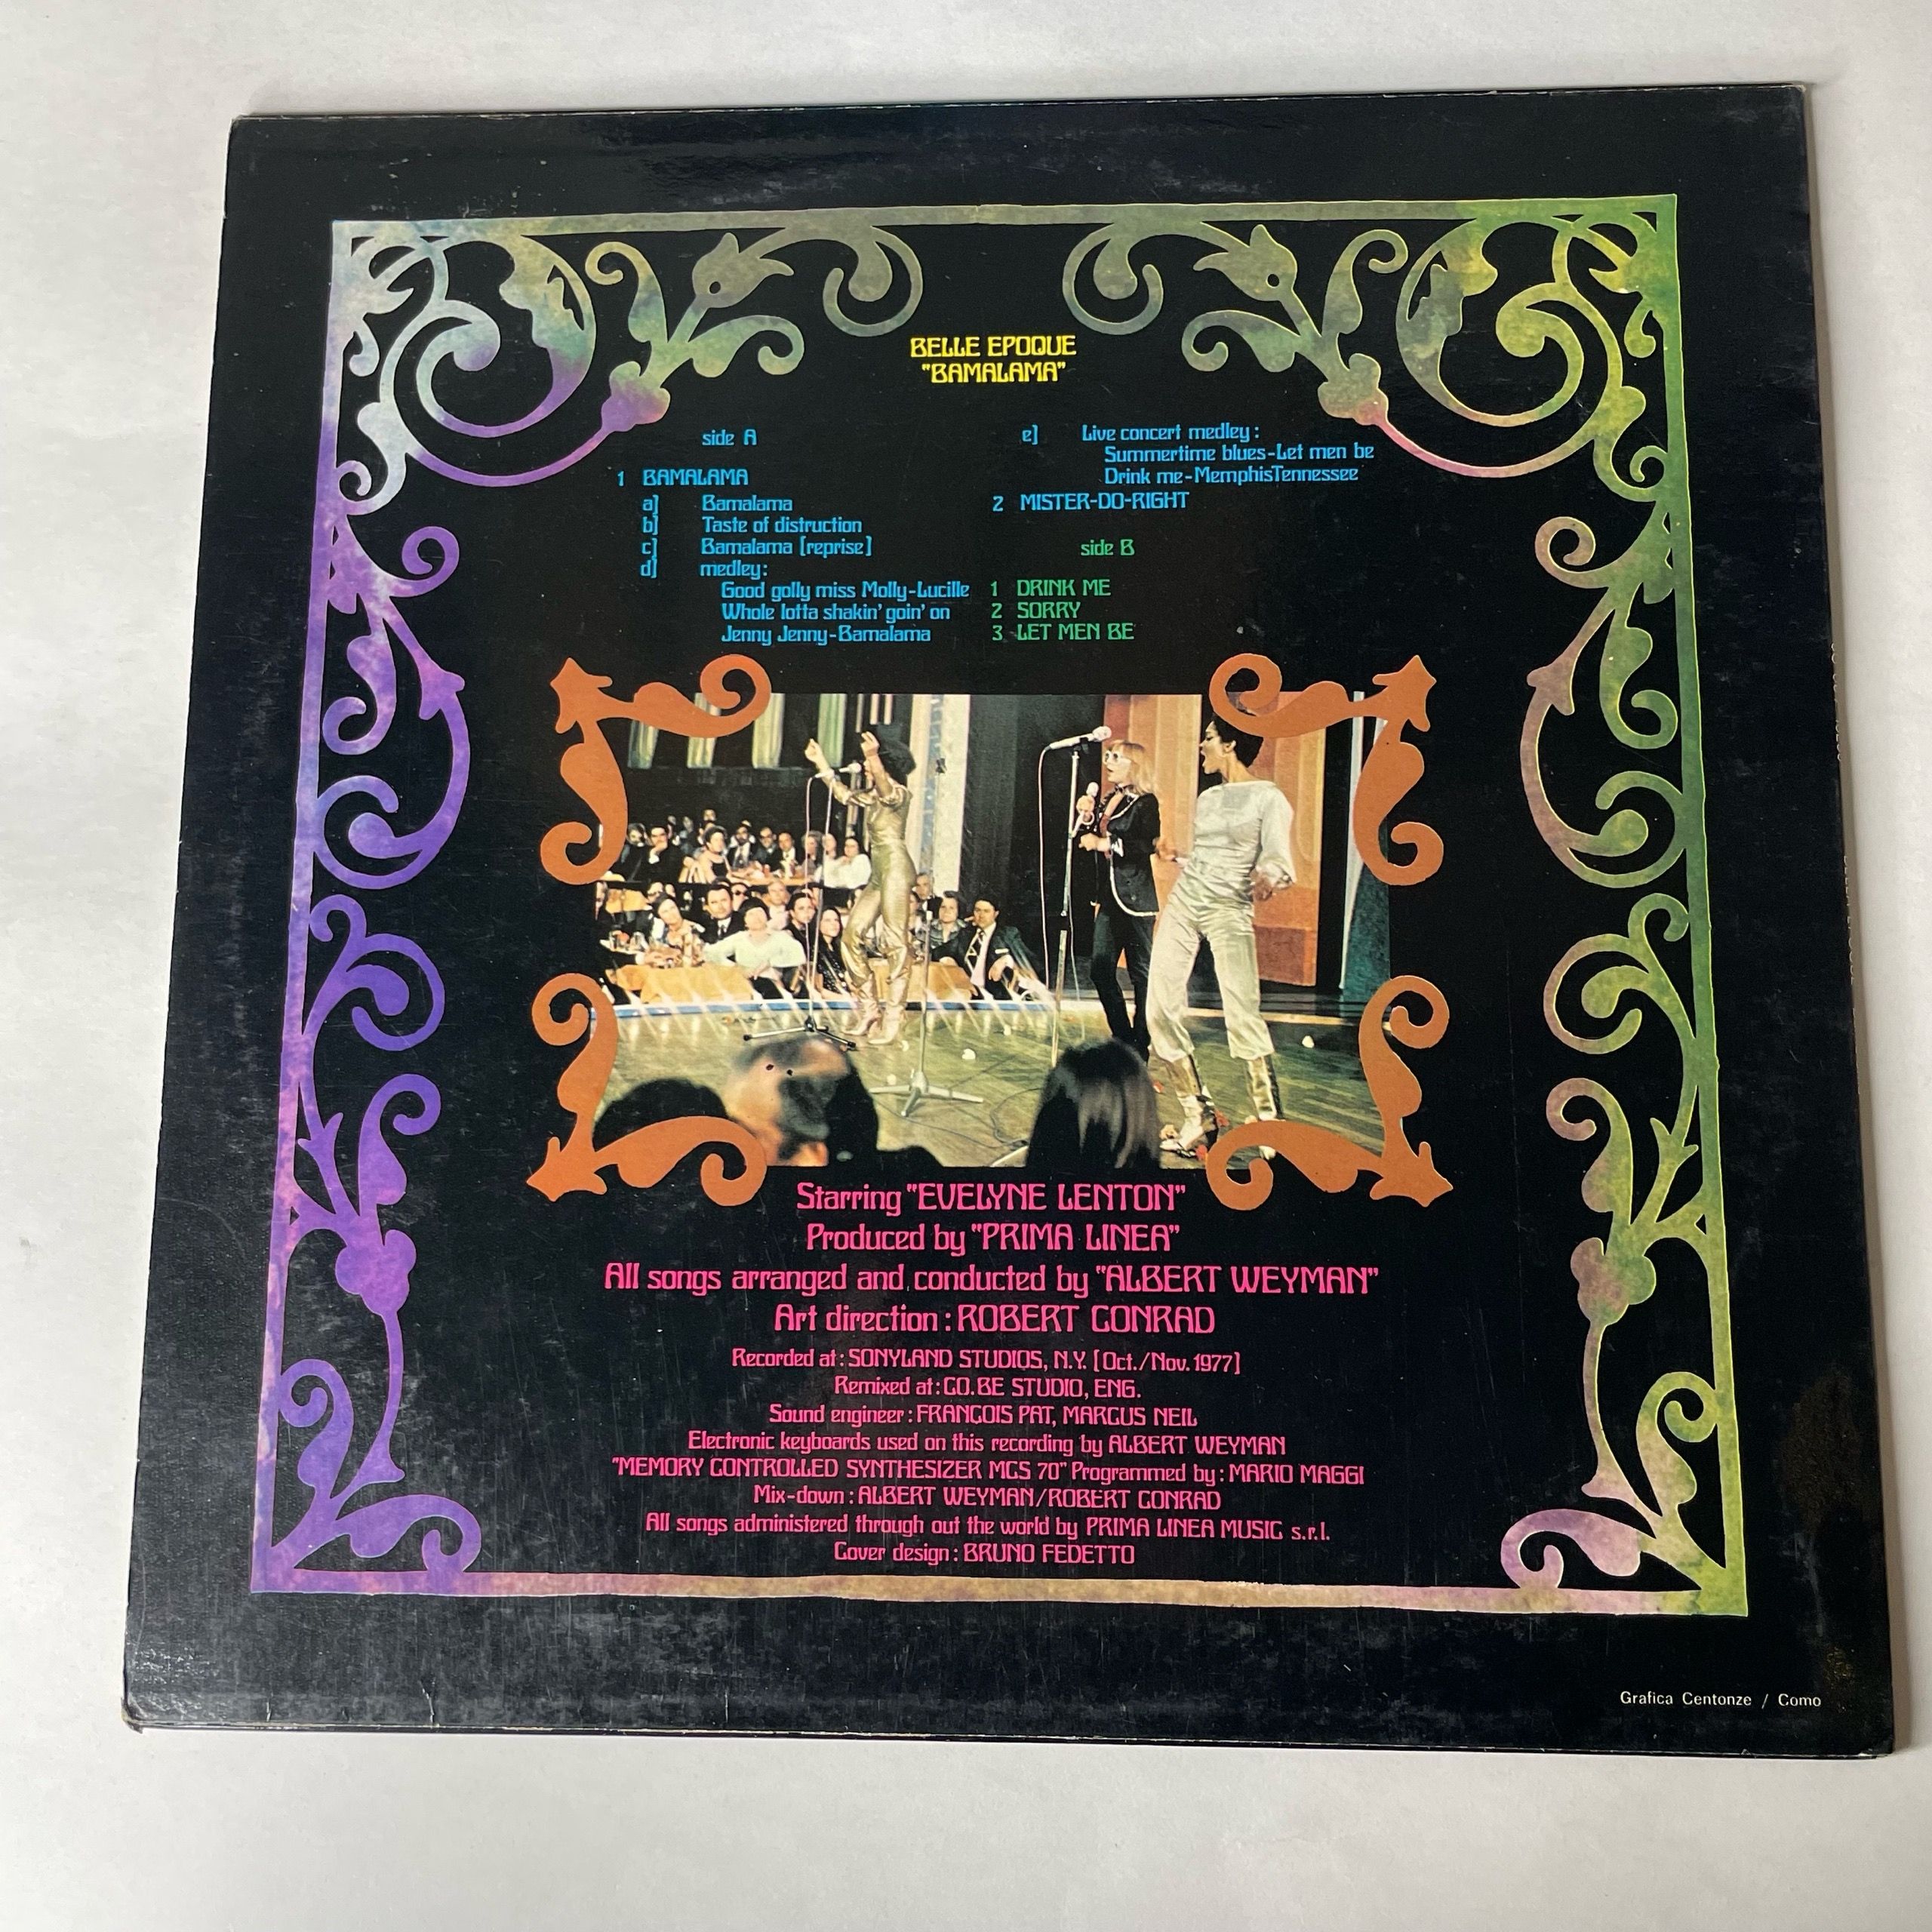 BELLE EPOQUE
"BAMALAMA"
side A
1 BAMALAMA
a] Bamalama
b] Taste of distruction
c] Bamalama [reprise]
d] medley:
Good golly miss Molly-Lucille
Whole lotta shakin' goin' on
Jenny Jenny-Bamalama
e] Live concert medley:
Summertime blues-Let men be
Drink me-MemphisTennessee
2 MISTER-DO-RIGHT
side B
1 DRINK ME
2 SORRY
3 LET MEN BE
Starring "EVELYNE LENTON"
Produced by "PRIMA LINEA"
All songs arranged and conducted by "ALBERT WEYMAN"
Art direction: ROBERT CONRAD
Recorded at: SONYLAND STUDIOS, N.Y. [Oct./Nov. 1977]
Remixed at: GO.BE STUDIO, ENG.
Sound engineer: FRANCOIS PAT, MARCUS NEIL
Electronic keyboards used on this recording by ALBERT WEYMAN
"MEMORY CONTROLLED SYNTHESIZER MCS 70" Programmed by: MARIO MAGGI
Mix-down: ALBERT WEYMAN/ROBERT CONRAD
All songs administered through out the world by PRIMA LINEA MUSIC s.r.l.
Cover design: BRUNO FEDETTO
Grafica Centonze / Como